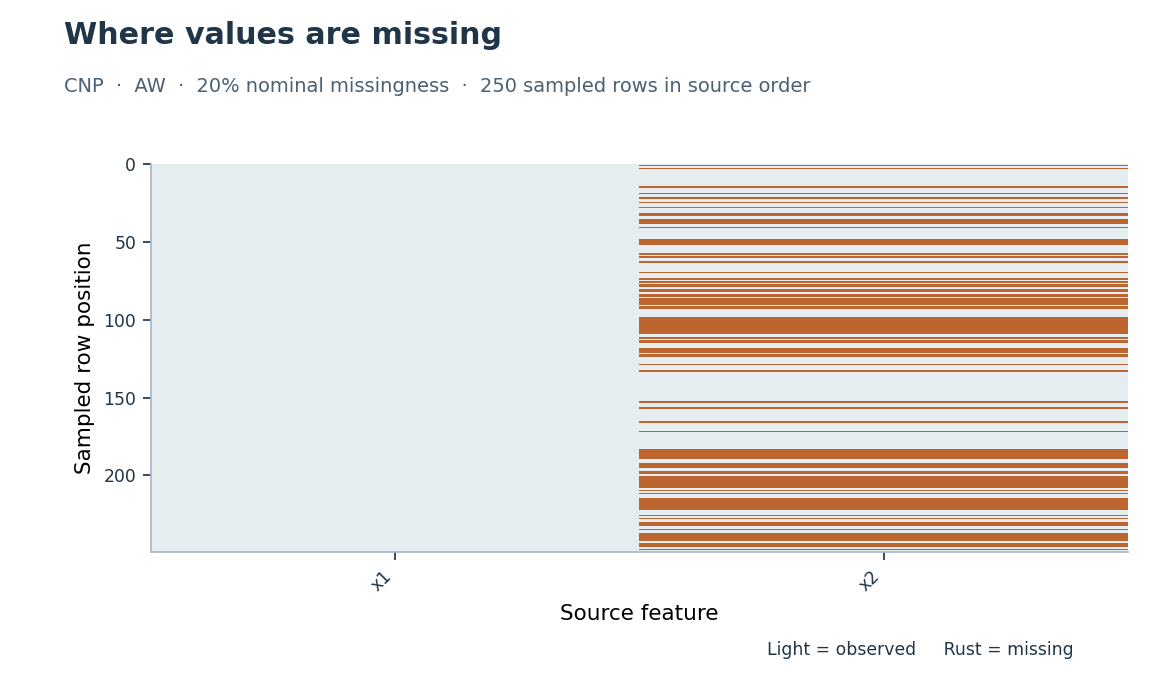 Where values are missing
CNP · AW · 20% nominal missingness · 250 sampled rows in source order
0
50
100
150
200
Sampled row position
x1
x2
Source feature
Light = observed Rust = missing